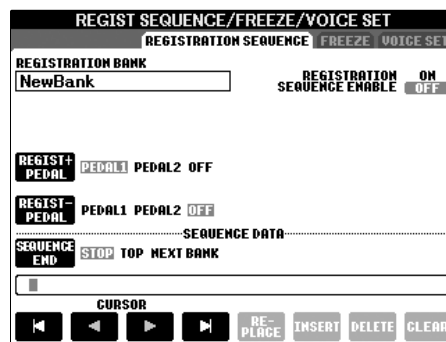 REGIST SEQUENCE/FREEZE/VOICE SET
REGISTRATION SEQUENCE FREEZE VOICE SET
REGISTRATION BANK
NewBank
REGISTRATION SEQUENCE ENABLE
ON
OFF
REGIST+ PEDAL
PEDAL1 PEDAL2 OFF
REGIST- PEDAL
PEDAL1 PEDAL2 OFF
SEQUENCE DATA
SEQUENCE END
STOP TOP NEXT BANK
CURSOR
RE-PLACE INSERT DELETE CLEAR